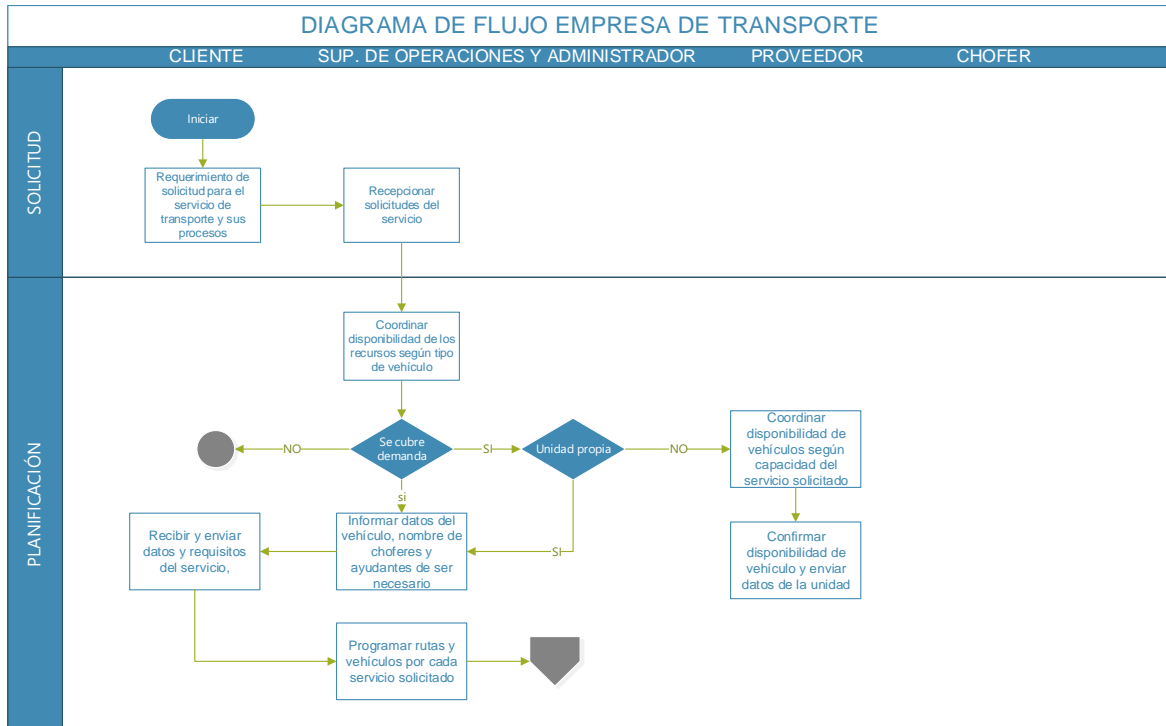 DIAGRAMA DE FLUJO EMPRESA DE TRANSPORTE
CLIENTE
SUP. DE OPERACIONES Y ADMINISTRADOR
PROVEEDOR
CHOFER
SOLICITUD
Iniciar
Requerimiento de
solicitud para el
servicio de
transporte y sus
procesos
Recepcionar
solicitudes del
servicio
PLANIFICACIÓN
Coordinar
disponibilidad de los
recursos según tipo
de vehículo
NO
Se cubre
demanda
SI
Unidad propia
NO
Coordinar
disponibilidad de
vehículos según
capacidad del
servicio solicitado
si
Recibir y enviar
datos y requisitos
del servicio,
Informar datos del
vehículo, nombre de
choferes y
ayudantes de ser
necesario
SI
Confirmar
disponibilidad de
vehículo y enviar
datos de la unidad
Programar rutas y
vehículos por cada
servicio solicitado